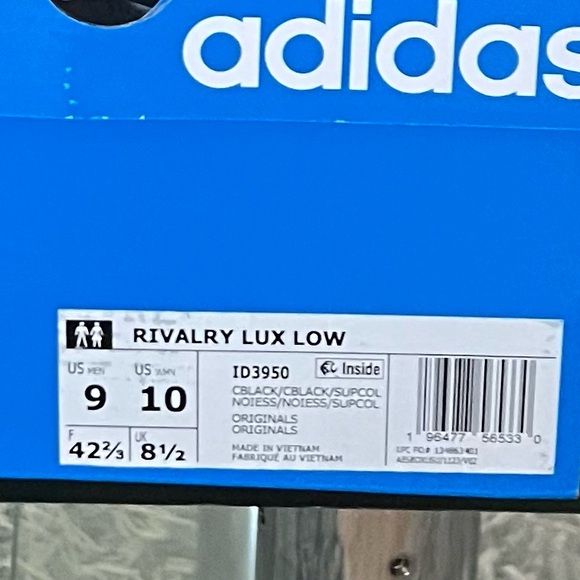 adidas
RIVALRY LUX LOW
US MEN US WMN
9 10
F UK
42⅔ 8½
ID3950 Inside
CBLACK/CBLACK/SUPCOL
NOIESS/NOIESS/SUPCOL
ORIGINALS
ORIGINALS
MADE IN VIETNAM
FABRIQUÉ AU VIETNAM
1 96477 56533 0